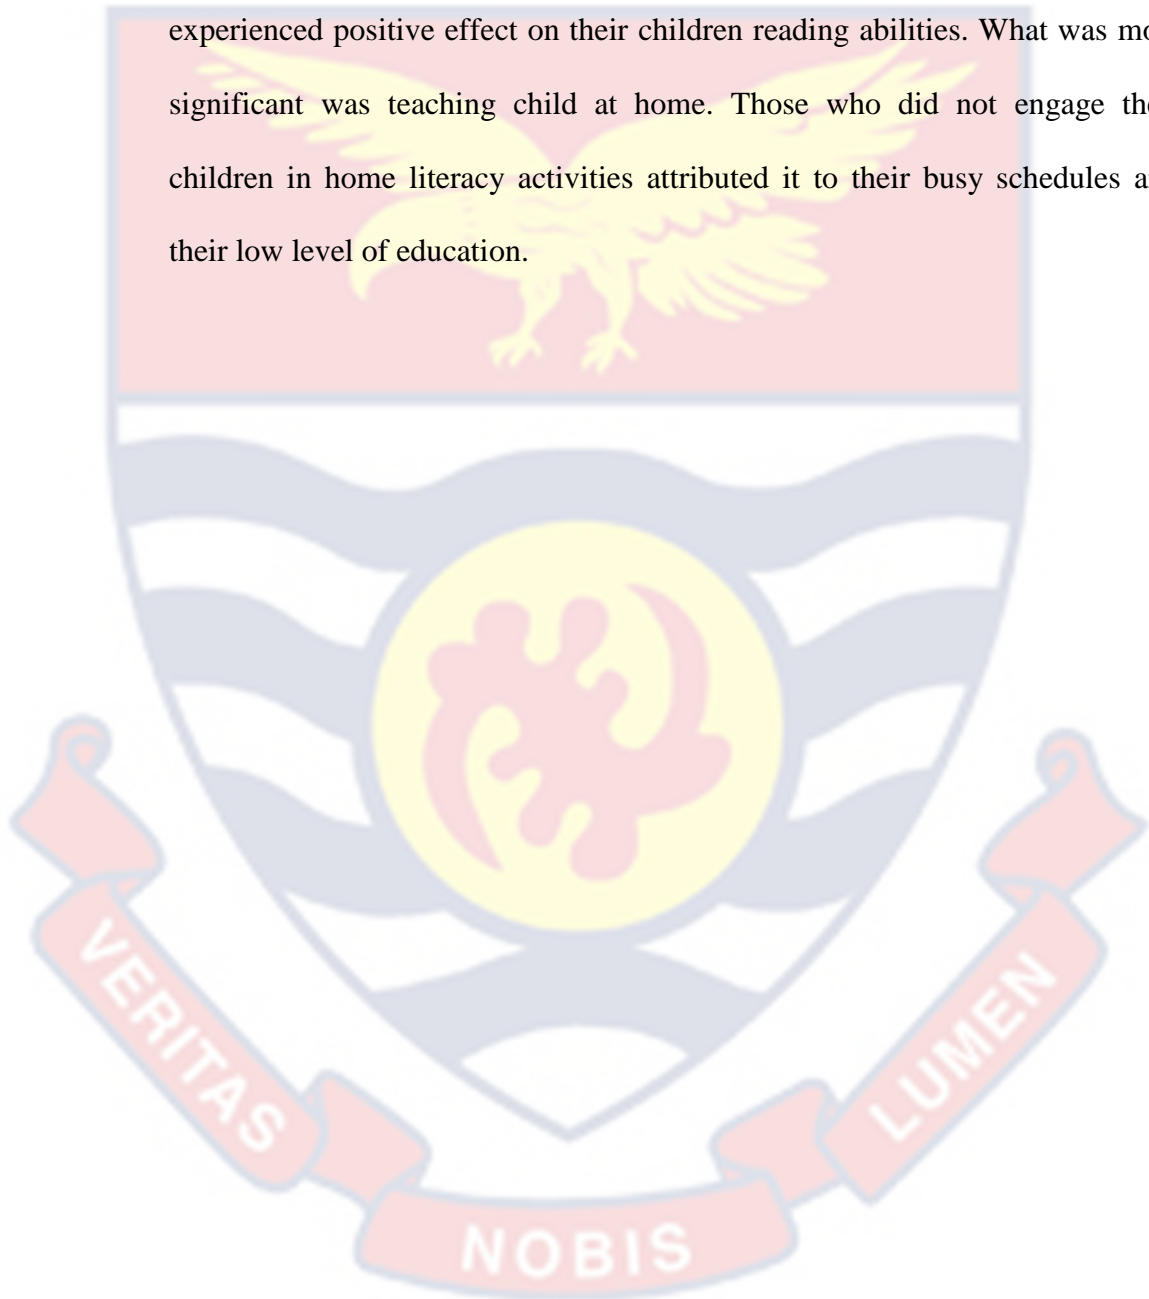 experienced positive effect on their children reading abilities. What was mo
significant was teaching child at home. Those who did not engage the
children in home literacy activities attributed it to their busy schedules a
their low level of education.
VERITAS
NOBIS
LUMEN